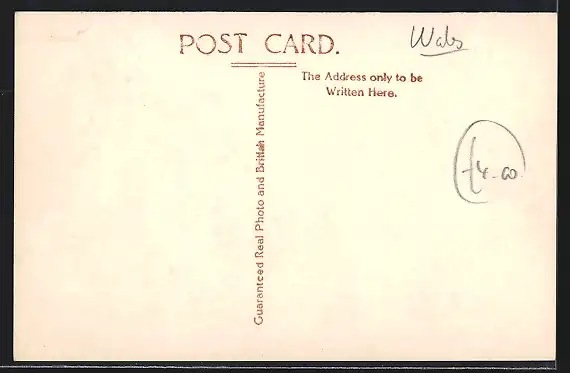 POST CARD.
Wales
The Address only to be
Written Here.
Guaranteed Real Photo and British Manufacture
£4-00